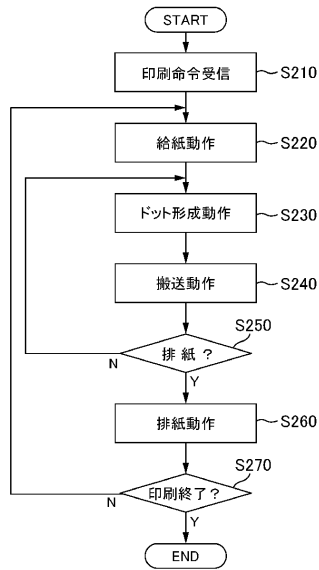 START
印刷命令受信 S210
給紙動作 S220
ドット形成動作 S230
搬送動作 S240
排紙？ S250
N
Y
排紙動作 S260
印刷終了？ S270
N
Y
END